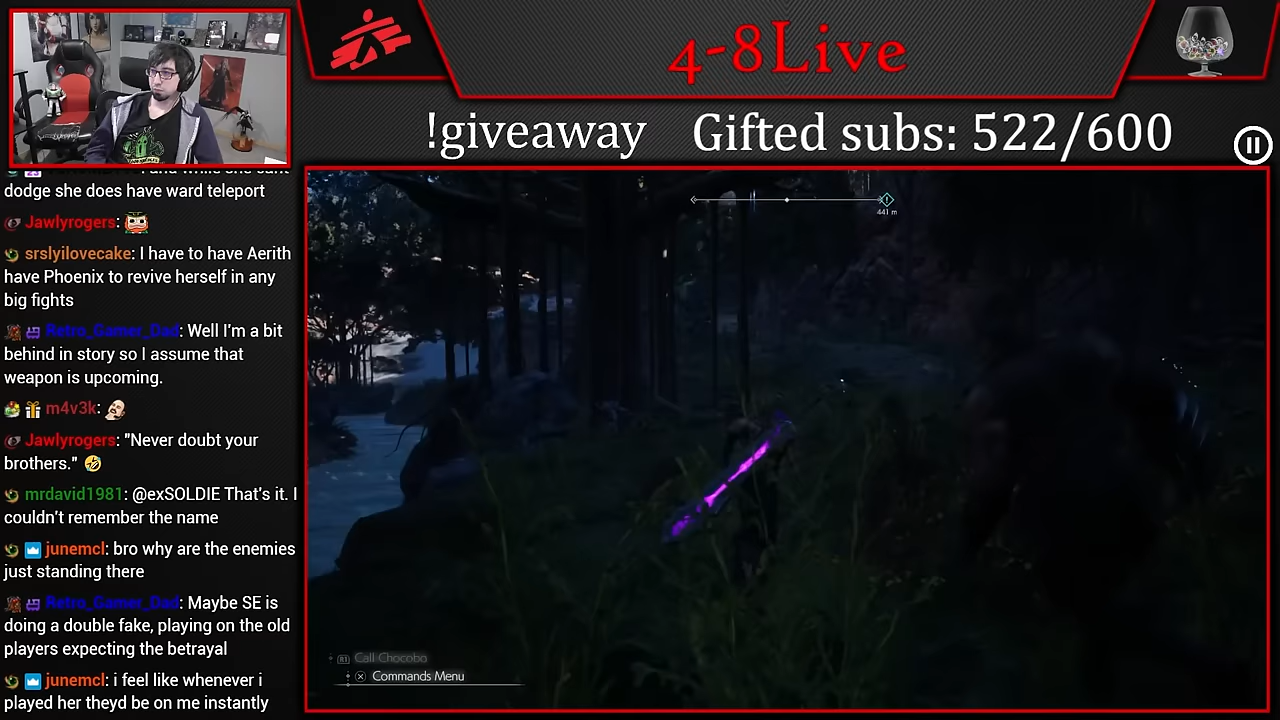 4-8Live
!giveaway
Gifted subs: 522/600
dodge she does have ward teleport
Jawlyrogers:
srslyilovecake: I have to have Aerith
have Phoenix to revive herself in any
big fights
Retro_Gamer_Dad: Well I'm a bit
behind in story so I assume that
weapon is upcoming.
m4v3k:
Jawlyrogers: "Never doubt your
brothers."
mrdavid1981: @exSOLDIE That's it. I
couldn't remember the name
junemcl: bro why are the enemies
just standing there
Retro_Gamer_Dad: Maybe SE is
doing a double fake, playing on the old
players expecting the betrayal
junemcl: i feel like whenever i
played her theyd be on me instantly
441 m
R1 Call Chocobo
Commands Menu